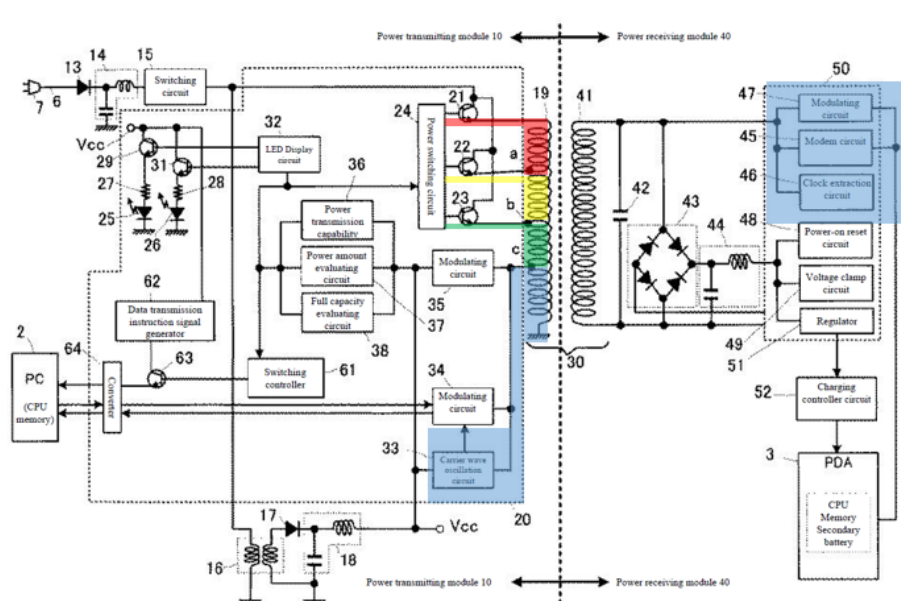 Power transmitting module 10
Power receiving module 40
14
15
13
Switching
circuit
7
6
Vcc
29
31
27
28
25
26
32
LED Display
circuit
24
Power switching circuit
21
22
23
a
b
c
19
41
36
Power
transmission
capability
Power amount
evaluating circuit
37
Full capacity
evaluating
circuit
38
Modulating
circuit
35
62
Data transmission
instruction signal
generator
63
64
Converter
2
PC
(CPU
memory)
Switching
controller
61
34
Modulating
circuit
33
Carrier wave
oscillation
circuit
20
30
42
43
44
50
47
Modulating
circuit
45
Modem circuit
46
Clock extraction
circuit
48
Power-on reset
circuit
Voltage clamp
circuit
49
Regulator
51
52
Charging
controller circuit
3
PDA
CPU
Memory
Secondary
battery
17
16
18
Vcc
Power transmitting module 10
Power receiving module 40